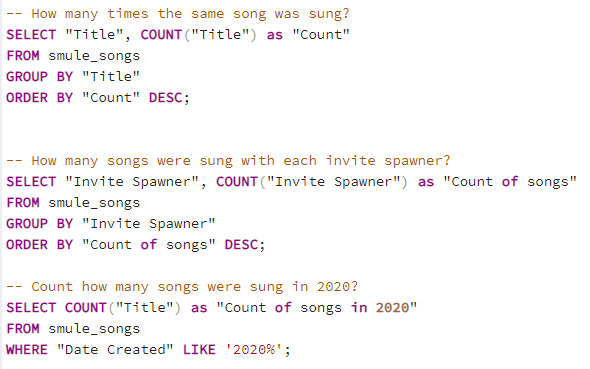 -- How many times the same song was sung?
SELECT "Title", COUNT("Title") as "Count"
FROM smule_songs
GROUP BY "Title"
ORDER BY "Count" DESC;
-- How many songs were sung with each invite spawner?
SELECT "Invite Spawner", COUNT("Invite Spawner") as "Count of songs"
FROM smule_songs
GROUP BY "Invite Spawner"
ORDER BY "Count of songs" DESC;
-- Count how many songs were sung in 2020?
SELECT COUNT("Title") as "Count of songs in 2020"
FROM smule_songs
WHERE "Date Created" LIKE '2020%';